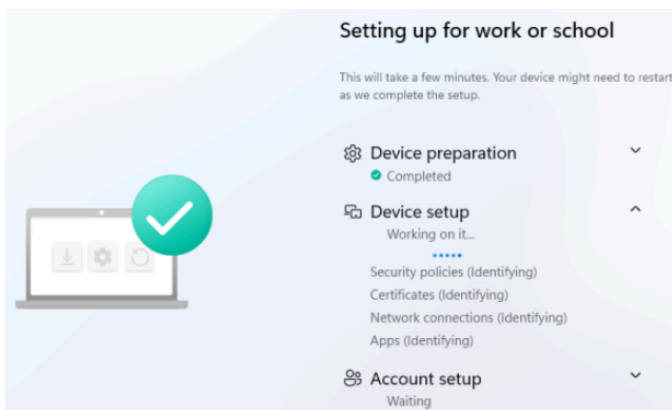 Setting up for work or school
This will take a few minutes. Your device might need to restart
as we complete the setup.
Device preparation
Completed
Device setup
Working on it...
Security policies (Identifying)
Certificates (Identifying)
Network connections (Identifying)
Apps (Identifying)
Account setup
Waiting